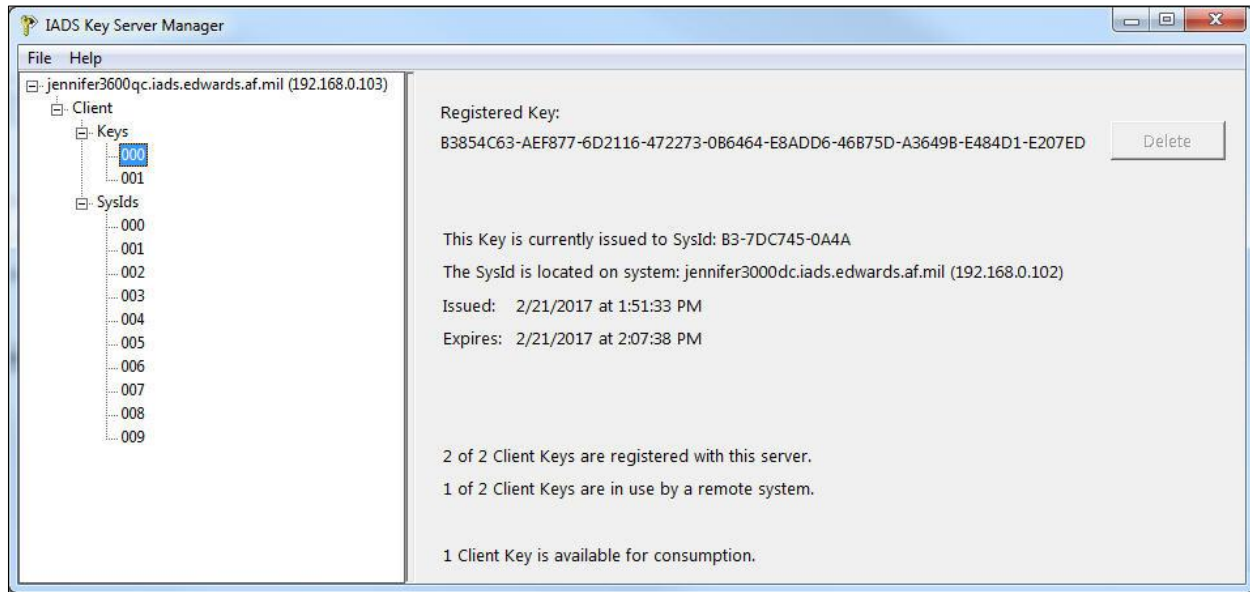 IADS Key Server Manager
File Help
jennifer3600qc.iads.edwards.af.mil (192.168.0.103)
Client
Keys
000
001
SysIds
000
001
002
003
004
005
006
007
008
009
Registered Key:
B3854C63-AEF877-6D2116-472273-0B6464-E8ADD6-46B75D-A3649B-E484D1-E207ED
Delete
This Key is currently issued to SysId: B3-7DC745-0A4A
The SysId is located on system: jennifer3000dc.iads.edwards.af.mil (192.168.0.102)
Issued: 2/21/2017 at 1:51:33 PM
Expires: 2/21/2017 at 2:07:38 PM
2 of 2 Client Keys are registered with this server.
1 of 2 Client Keys are in use by a remote system.
1 Client Key is available for consumption.